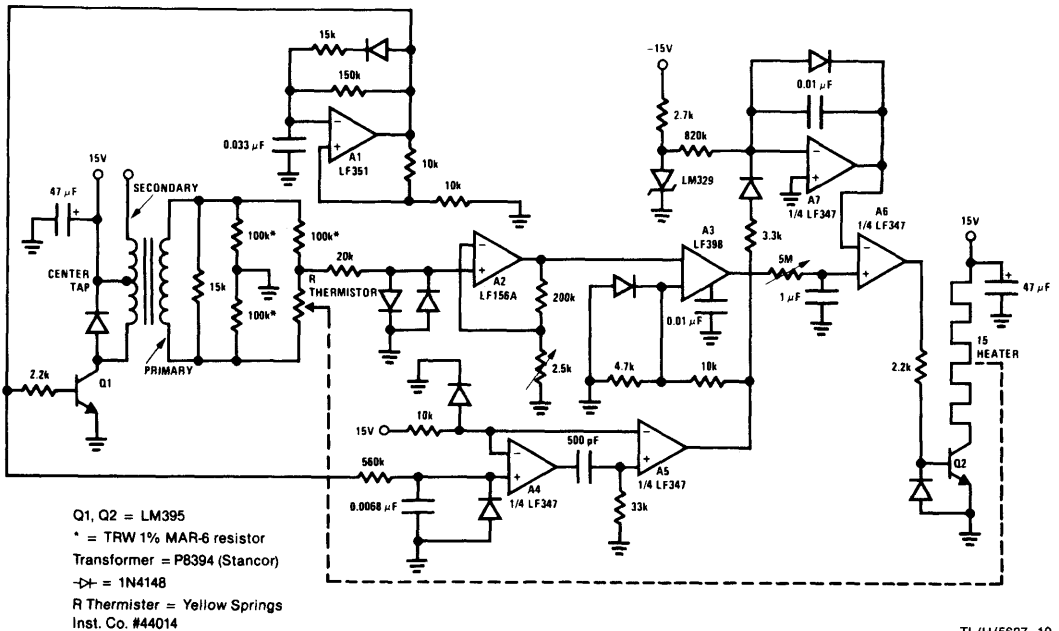 15k
150k
-15V
0.01 μF
2.7k
820k
0.033 μF
A1
LF351
10k
10k
LM329
A7
1/4 LF347
A6
1/4 LF347
15V
15V
47 μF
SECONDARY
CENTER
TAP
15k
100k*
100k*
100k*
R
THERMISTOR
20k
A2
LF156A
200k
2.5k
A3
LF398
0.01 μF
3.3k
5M
1 μF
47 μF
15
HEATER
4.7k
10k
2.2k
2.2k
Q1
PRIMARY
15V
10k
500 pF
A5
1/4 LF347
A4
1/4 LF347
33k
560k
0.0068 μF
Q2
Q1, Q2 = LM395
* = TRW 1% MAR-6 resistor
Transformer = P8394 (Stancor)
= 1N4148
R Thermister = Yellow Springs
Inst. Co. #44014